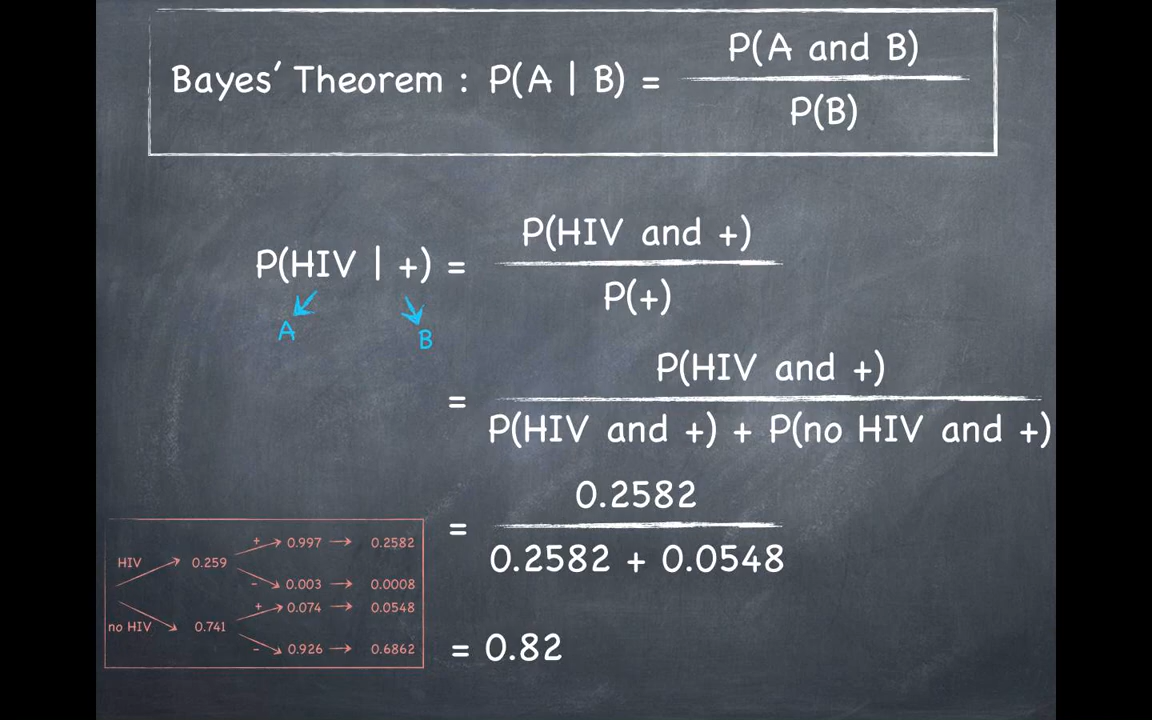 Bayes' Theorem : P(A | B) = P(A and B)
P(B)
P(HIV | +) = P(HIV and +)
P(+)
A
B
= P(HIV and +)
P(HIV and +) + P(no HIV and +)
= 0.2582
0.2582 + 0.0548
= 0.82
HIV → 0.259
+ → 0.997 → 0.2582
- → 0.003 → 0.0008
no HIV → 0.741
+ → 0.074 → 0.0548
- → 0.926 → 0.6862